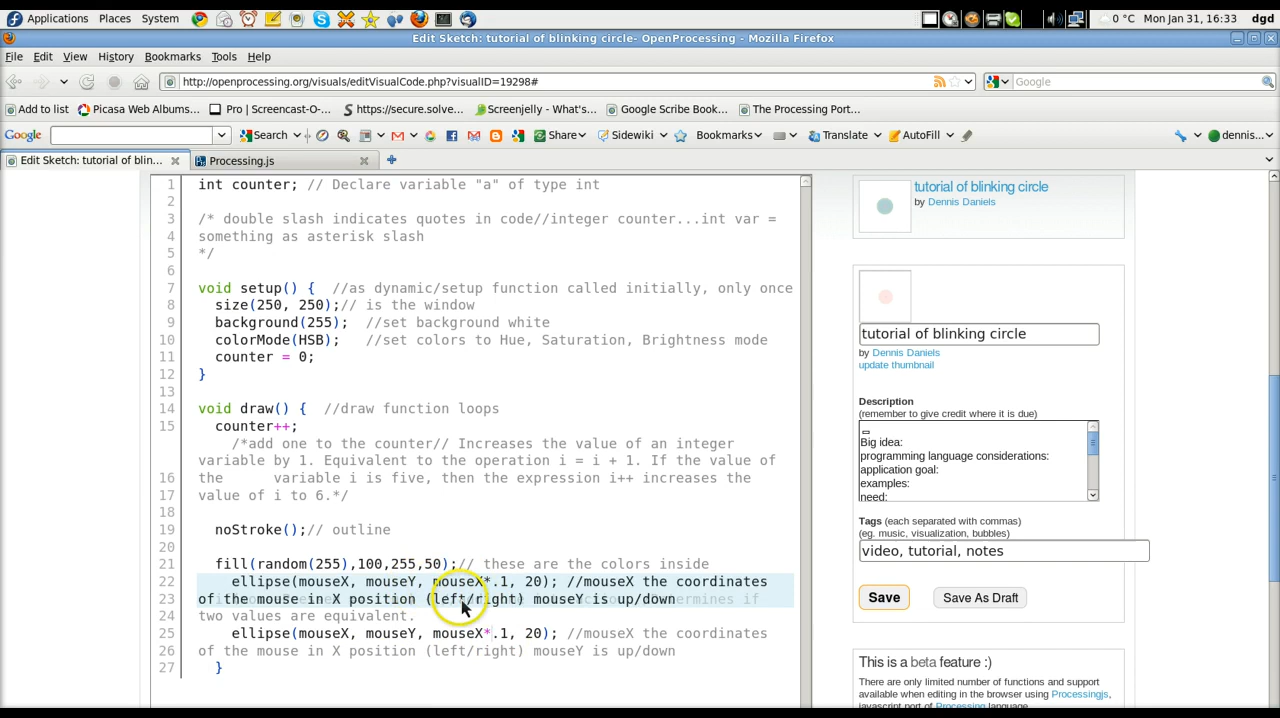 Applications Places System 0 °C Mon Jan 31, 16:33 dgd
Edit Sketch: tutorial of blinking circle- OpenProcessing - Mozilla Firefox
File Edit View History Bookmarks Tools Help
http://openprocessing.org/visuals/editVisualCode.php?visualID=19298# Google
Add to list Picasa Web Albums... Pro | Screencast-O-... https://secure.solve... Screenjelly - What's... Google Scribe Book... The Processing Port...
Google Search Share Sidewiki Bookmarks Translate AutoFill dennis...
Edit Sketch: tutorial of blin... Processing.js
1 int counter; // Declare variable "a" of type int
2
3 /* double slash indicates quotes in code//integer counter...int var =
4 something as asterisk slash
5 */
6
7 void setup() { //as dynamic/setup function called initially, only once
8 size(250, 250);// is the window
9 background(255); //set background white
10 colorMode(HSB); //set colors to Hue, Saturation, Brightness mode
11 counter = 0;
12 }
13
14 void draw() { //draw function loops
15 counter++;
/*add one to the counter// Increases the value of an integer
variable by 1. Equivalent to the operation i = i + 1. If the value of
16 the variable i is five, then the expression i++ increases the
17 value of i to 6.*/
18
19 noStroke();// outline
20
21 fill(random(255),100,255,50);// these are the colors inside
22 ellipse(mouseX, mouseY, mouseX*.1, 20); //mouseX the coordinates
23 of the mouse in X position (left/right) mouseY is up/down
24 two values are equivalent.
25 ellipse(mouseX, mouseY, mouseX*.1, 20); //mouseX the coordinates
26 of the mouse in X position (left/right) mouseY is up/down
27 }
tutorial of blinking circle
by Dennis Daniels
tutorial of blinking circle
by Dennis Daniels
update thumbnail
Description
(remember to give credit where it is due)
Big idea:
programming language considerations:
application goal:
examples:
need:
Tags (each separated with commas)
(eg. music, visualization, bubbles)
video, tutorial, notes
Save Save As Draft
This is a beta feature :)
There are only limited number of functions and support
available when editing in the browser using Processingjs,
javascript port of Processing language.